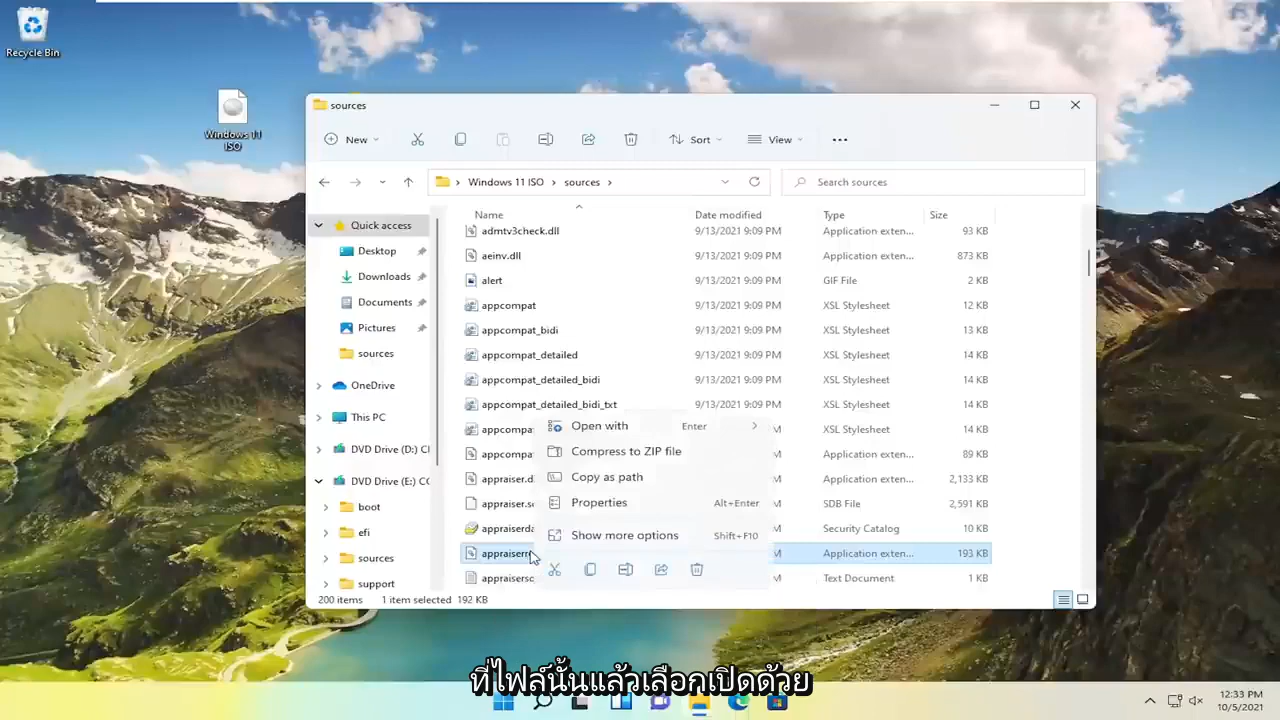 Recycle Bin
Windows 11
ISO
sources
New
Sort
View
Windows 11 ISO
sources
Search sources
Name
Date modified
Type
Size
Quick access
Desktop
Downloads
Documents
Pictures
sources
OneDrive
This PC
DVD Drive (D:) C
DVD Drive (E:) CC
boot
efi
sources
support
admtv3check.dll 9/13/2021 9:09 PM Application exten... 93 KB
aeinv.dll 9/13/2021 9:09 PM Application exten... 873 KB
alert 9/13/2021 9:09 PM GIF File 2 KB
appcompat 9/13/2021 9:09 PM XSL Stylesheet 12 KB
appcompat_bidi 9/13/2021 9:09 PM XSL Stylesheet 13 KB
appcompat_detailed 9/13/2021 9:09 PM XSL Stylesheet 14 KB
appcompat_detailed_bidi 9/13/2021 9:09 PM XSL Stylesheet 14 KB
appcompat_detailed_bidi_txt 9/13/2021 9:09 PM XSL Stylesheet 14 KB
appcompa M XSL Stylesheet 14 KB
appcompa M Application exten... 89 KB
appraiser.d M Application exten... 2,133 KB
appraiser.s M SDB File 2,591 KB
appraiserda M Security Catalog 10 KB
appraiserr M Application exten... 193 KB
appraiser M Text Document 1 KB
Open with Enter
Compress to ZIP file
Copy as path
Properties Alt+Enter
Show more options Shift+F10
200 items 1 item selected 192 KB
ที่ไฟล์นั้นแล้วเลือกเปิดด้วย
12:33 PM
10/5/2021